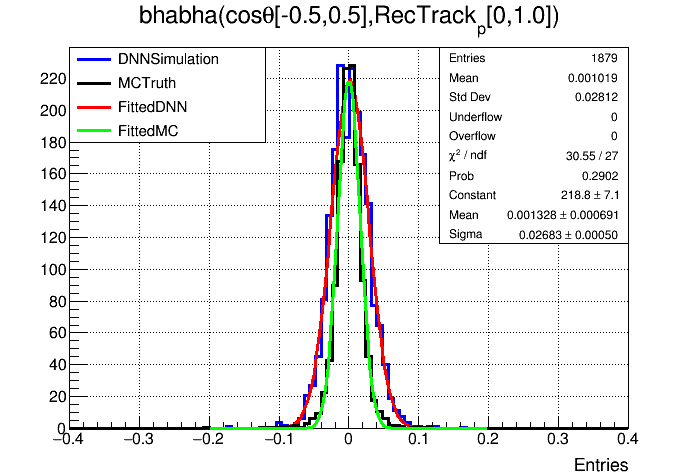 bhabha(cosθ[-0.5,0.5],RecTrack_p[0,1.0])
DNNSimulation
MCTruth
FittedDNN
FittedMC
Entries 1879
Mean 0.001019
Std Dev 0.02812
Underflow 0
Overflow 0
χ² / ndf 30.55 / 27
Prob 0.2902
Constant 218.8 ± 7.1
Mean 0.001328 ± 0.000691
Sigma 0.02683 ± 0.00050
220
200
180
160
140
120
100
80
60
40
20
0
−0.4 −0.3 −0.2 −0.1 0 0.1 0.2 0.3 0.4
Entries